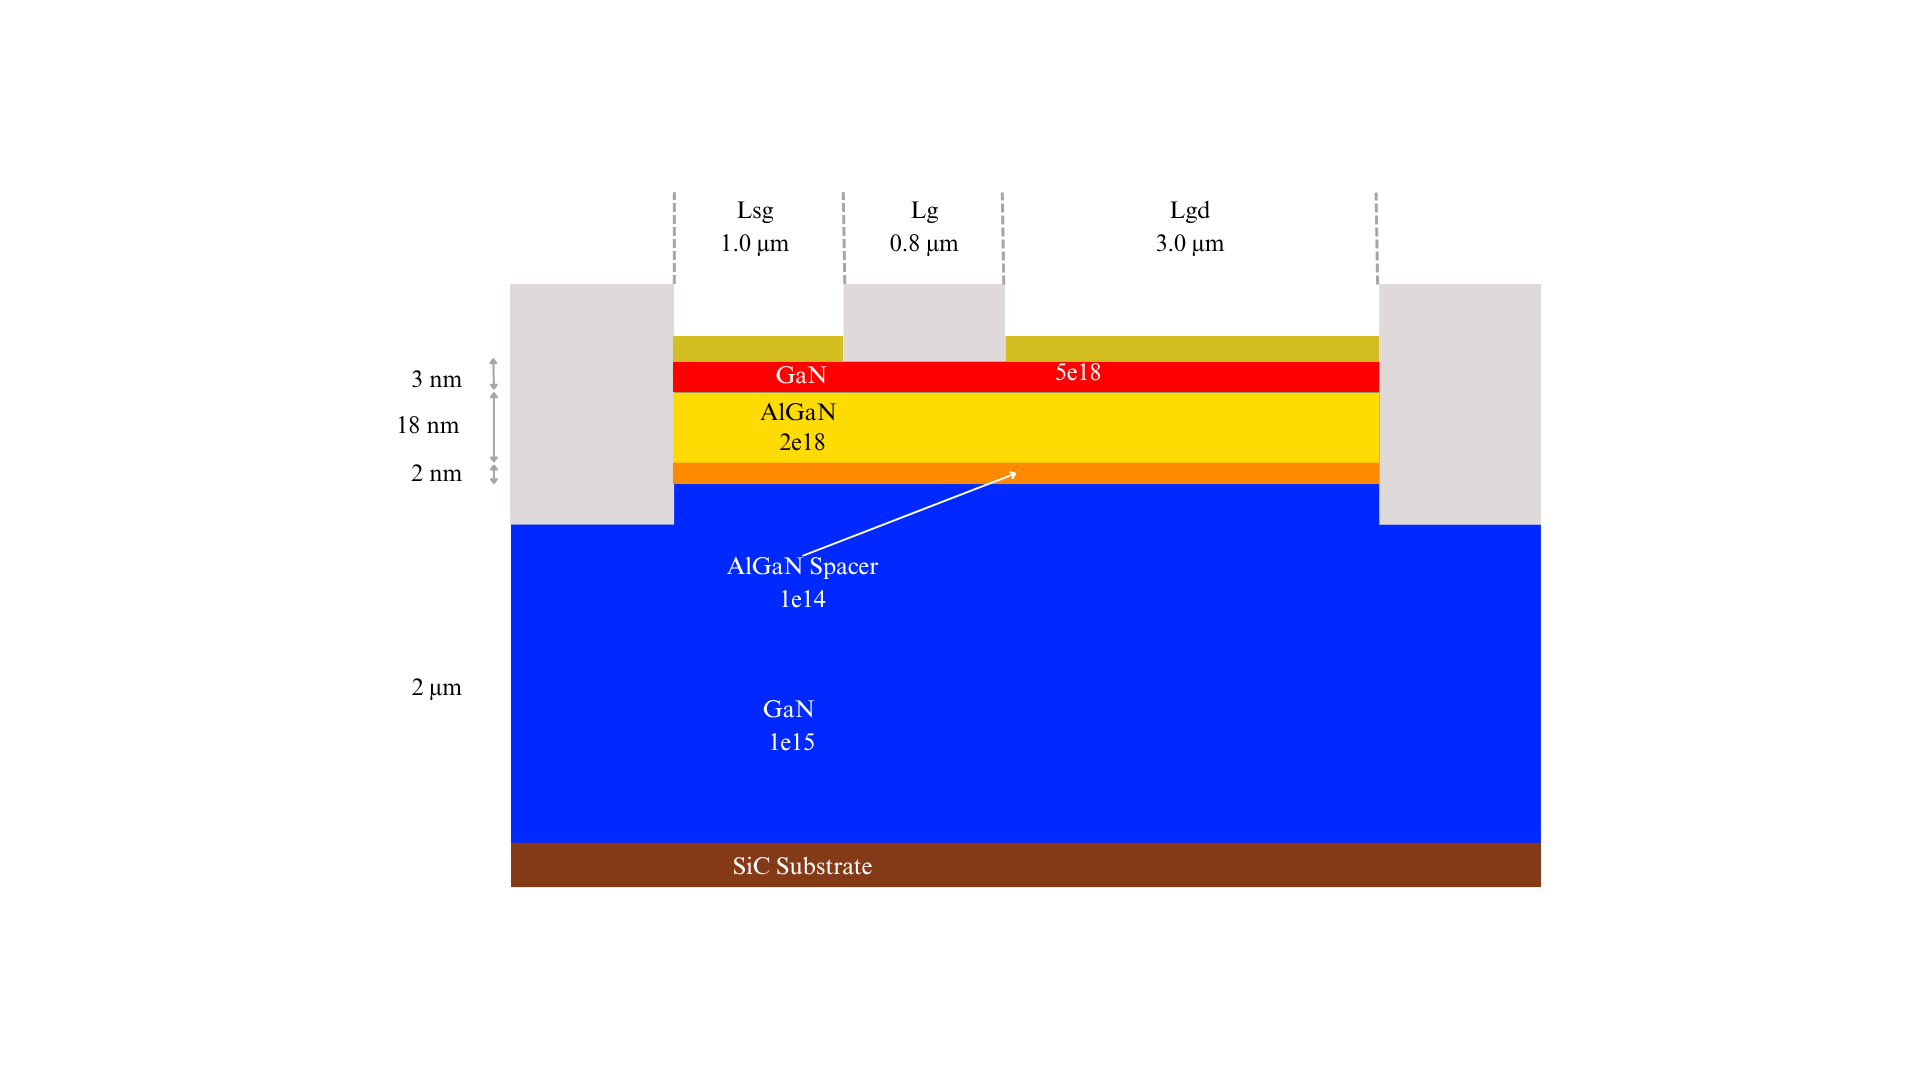 Lsg
1.0 μm
Lg
0.8 μm
Lgd
3.0 μm
3 nm
GaN
5e18
18 nm
AlGaN
2e18
2 nm
AlGaN Spacer
1e14
2 μm
GaN
1e15
SiC Substrate